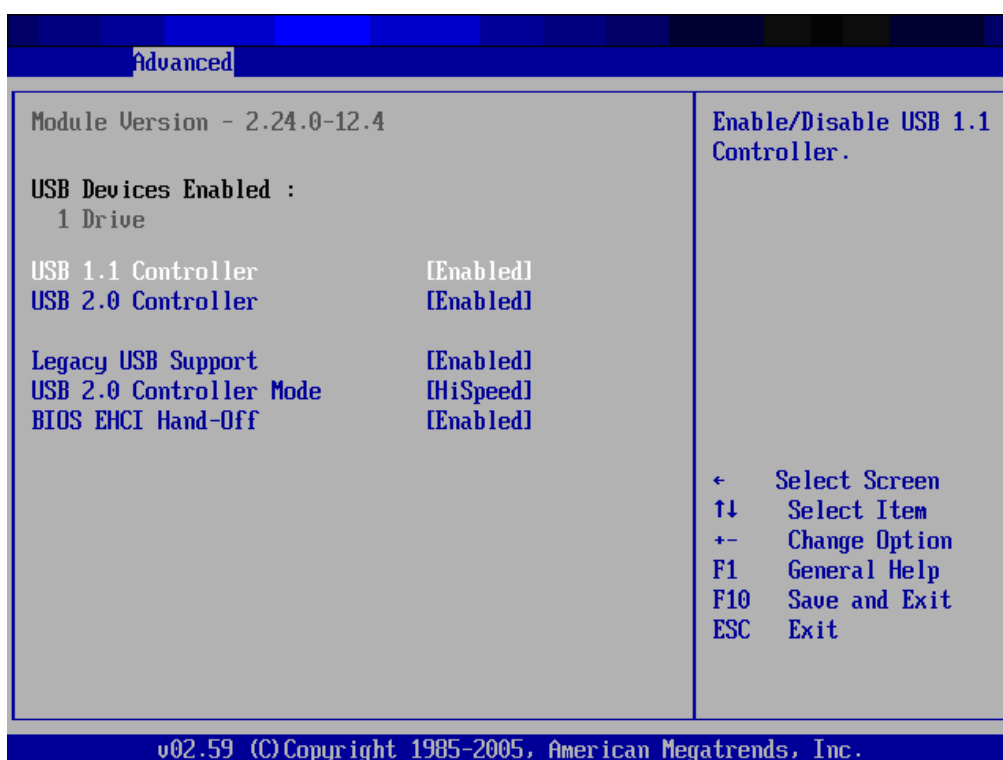 Advanced
Module Version - 2.24.0-12.4
USB Devices Enabled :
1 Drive
USB 1.1 Controller [Enabled]
USB 2.0 Controller [Enabled]
Legacy USB Support [Enabled]
USB 2.0 Controller Mode [HiSpeed]
BIOS EHCI Hand-Off [Enabled]
Enable/Disable USB 1.1
Controller.
← Select Screen
↑↓ Select Item
+- Change Option
F1 General Help
F10 Save and Exit
ESC Exit
v02.59 (C)Copyright 1985-2005, American Megatrends, Inc.